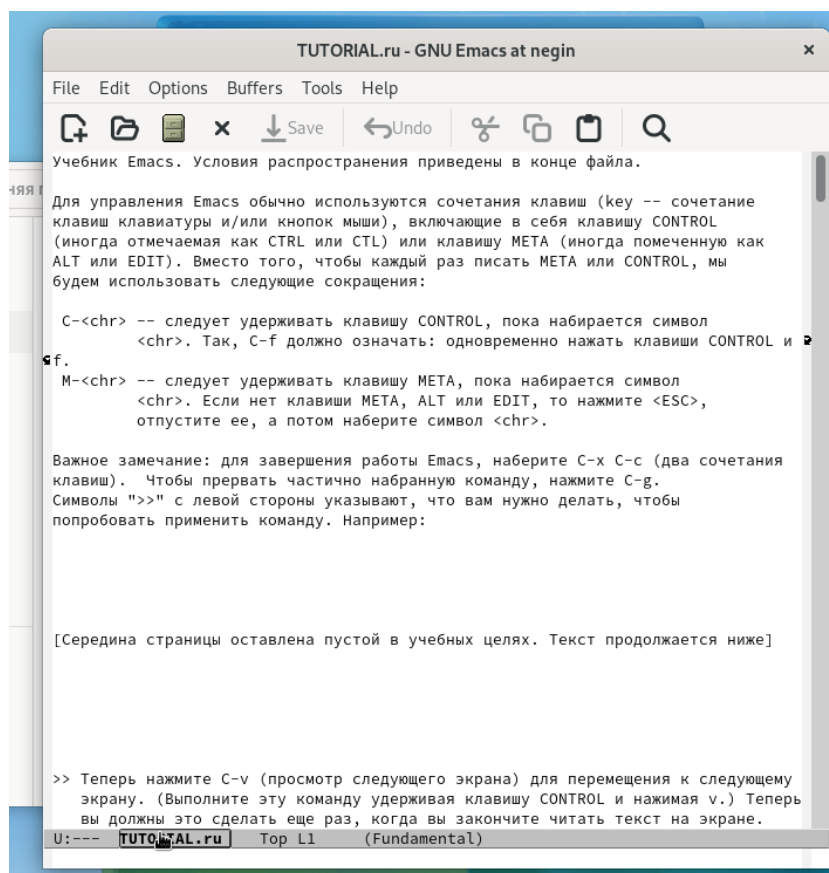 TUTORIAL.ru - GNU Emacs at negin
File Edit Options Buffers Tools Help
Save Undo
Учебник Emacs. Условия распространения приведены в конце файла.
Для управления Emacs обычно используются сочетания клавиш (key -- сочетание
клавиш клавиатуры и/или кнопок мыши), включающие в себя клавишу CONTROL
(иногда отмечаемая как CTRL или CTL) или клавишу META (иногда помеченную как
ALT или EDIT). Вместо того, чтобы каждый раз писать META или CONTROL, мы
будем использовать следующие сокращения:
C-<chr> -- следует удерживать клавишу CONTROL, пока набирается символ
<chr>. Так, C-f должно означать: одновременно нажать клавиши CONTROL и
f.
M-<chr> -- следует удерживать клавишу META, пока набирается символ
<chr>. Если нет клавиши META, ALT или EDIT, то нажмите <ESC>,
отпустите ее, а потом наберите символ <chr>.
Важное замечание: для завершения работы Emacs, наберите C-x C-c (два сочетания
клавиш). Чтобы прервать частично набранную команду, нажмите C-g.
Символы ">>" с левой стороны указывают, что вам нужно делать, чтобы
попробовать применить команду. Например:
[Середина страницы оставлена пустой в учебных целях. Текст продолжается ниже]
>> Теперь нажмите C-v (просмотр следующего экрана) для перемещения к следующему
экрану. (Выполните эту команду удерживая клавишу CONTROL и нажимая v.) Теперь
вы должны это сделать еще раз, когда вы закончите читать текст на экране.
U:--- TUTORIAL.ru Top L1 (Fundamental)